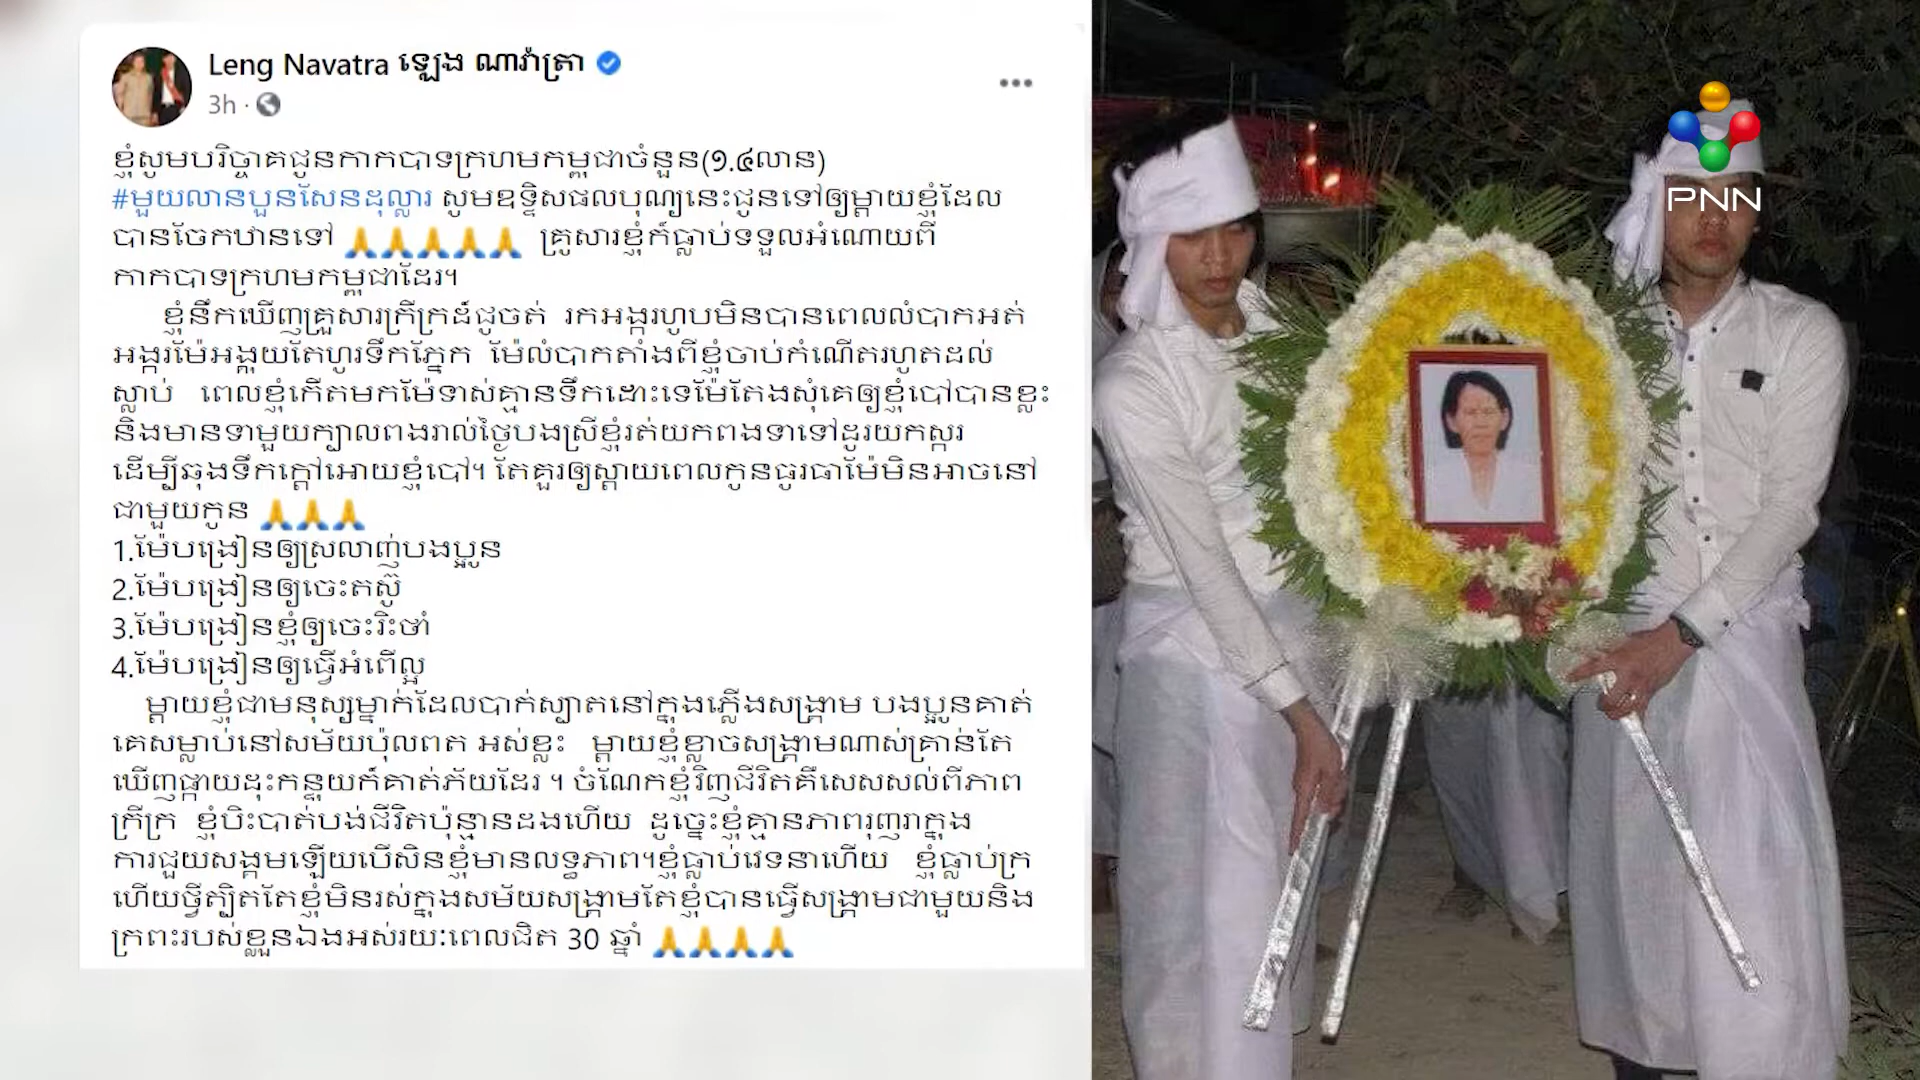 Leng Navatra ឡេង ណាវ៉ាត្រា
3h
ខ្ញុំសូមបរិច្ចាគជូនកាកបាទក្រហមកម្ពុជាចំនួន(១.៤លាន)
#មួយលានបួនសែនដុល្លារ សូមឧទ្ទិសផលបុណ្យនេះជូនទៅឲ្យម្ដាយខ្ញុំដែល
បានចែកឋានទៅ 🙏🙏🙏🙏🙏 គ្រូសារខ្ញុំក៍ធ្លាប់ទទួលអំណោយពី
កាកបាទក្រហមកម្ពុជាដែរ។
ខ្ញុំនឹកឃើញគ្រួសារក្រីក្រដ៏ជូចត់ រកអង្ករហូបមិនបានពេលលំបាកអត់
អង្ករម៉ែអង្គុយតែហូរទឹកភ្នែក ម៉ែលំបាកតាំងពីខ្ញុំចាប់កំណើតរហូតដល់
ស្លាប់ ពេលខ្ញុំកើតមកម៉ែទាស់គ្មានទឹកដោះទេម៉ែតែងសុំគេឲ្យខ្ញុំបៅបានខ្លះ
និងមានទាមួយក្បាលពងរាល់ថ្ងៃបងស្រីខ្ញុំរត់យកពងទាទៅដូរយកស្ករ
ដើម្បីឆុងទឹកក្តៅអោយខ្ញុំបៅ។ តែគួរឲ្យស្តាយពេលកូនធូរធាម៉ែមិនអាចនៅ
ជាមួយកូន 🙏🙏🙏
1.ម៉ែបង្រៀនឲ្យស្រលាញ់បងប្អូន
2.ម៉ែបង្រៀនឲ្យចេះតស៊ូ
3.ម៉ែបង្រៀនខ្ញុំឲ្យចេះរិះថាំ
4.ម៉ែបង្រៀនឲ្យធ្វើអំពើល្អ
ម្តាយខ្ញុំជាមនុស្សម្នាក់ដែលបាក់ស្បាតនៅក្នុងភ្លើងសង្គ្រាម បងប្អូនគាត់
គេសម្លាប់នៅសម័យប៉ុលពត អស់ខ្លះ ម្តាយខ្ញុំខ្លាចសង្គ្រាមណាស់គ្រាន់តែ
ឃើញផ្កាយដុះកន្ទុយក៍គាត់ភ័យដែរ ។ ចំណែកខ្ញុំវិញជីវិតគឺសេសសល់ពីភាព
ក្រីក្រ ខ្ញុំបិះបាត់បង់ជីវិតប៉ុន្មានដងហើយ ដូច្នេះខ្ញុំគ្មានភាពរុញរាក្នុង
ការជួយសង្គមឡើយបើសិនខ្ញុំមានលទ្ធភាព។ខ្ញុំធ្លាប់វេទនាហើយ ខ្ញុំធ្លាប់ក្រ
ហើយថ្វីត្បិតតែខ្ញុំមិនរស់ក្នុងសម័យសង្គ្រាមតែខ្ញុំបានធ្វើសង្គ្រាមជាមួយនិង
ក្រពះរបស់ខ្លួនឯងអស់រយៈពេលជិត 30 ឆ្នាំ 🙏🙏🙏🙏
PNN